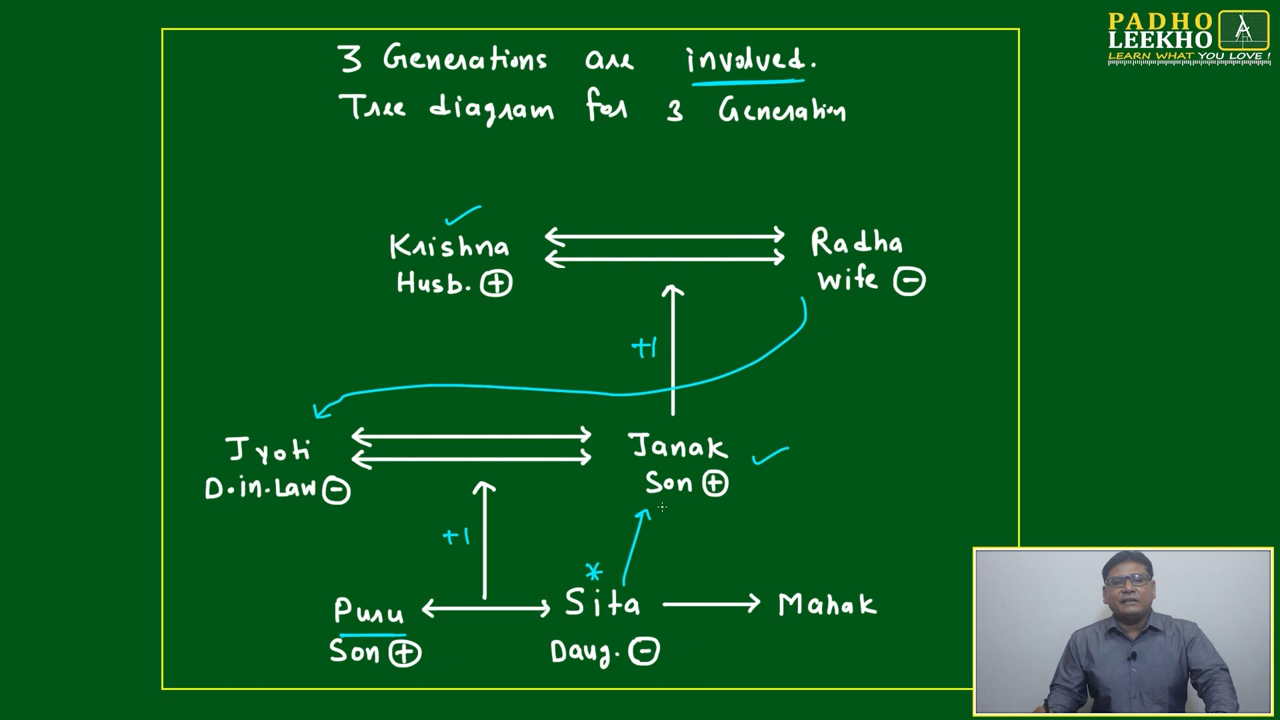 PADHO
LEEKHO
LEARN WHAT YOU LOVE !
3 Generations are involved.
Tree diagram for 3 Generation
Krishna Radha
Husb. + Wife -
+1
Jyoti Janak
D.in.Law - Son +
+1
*
Puru Sita Mahak
Son + Daug. -